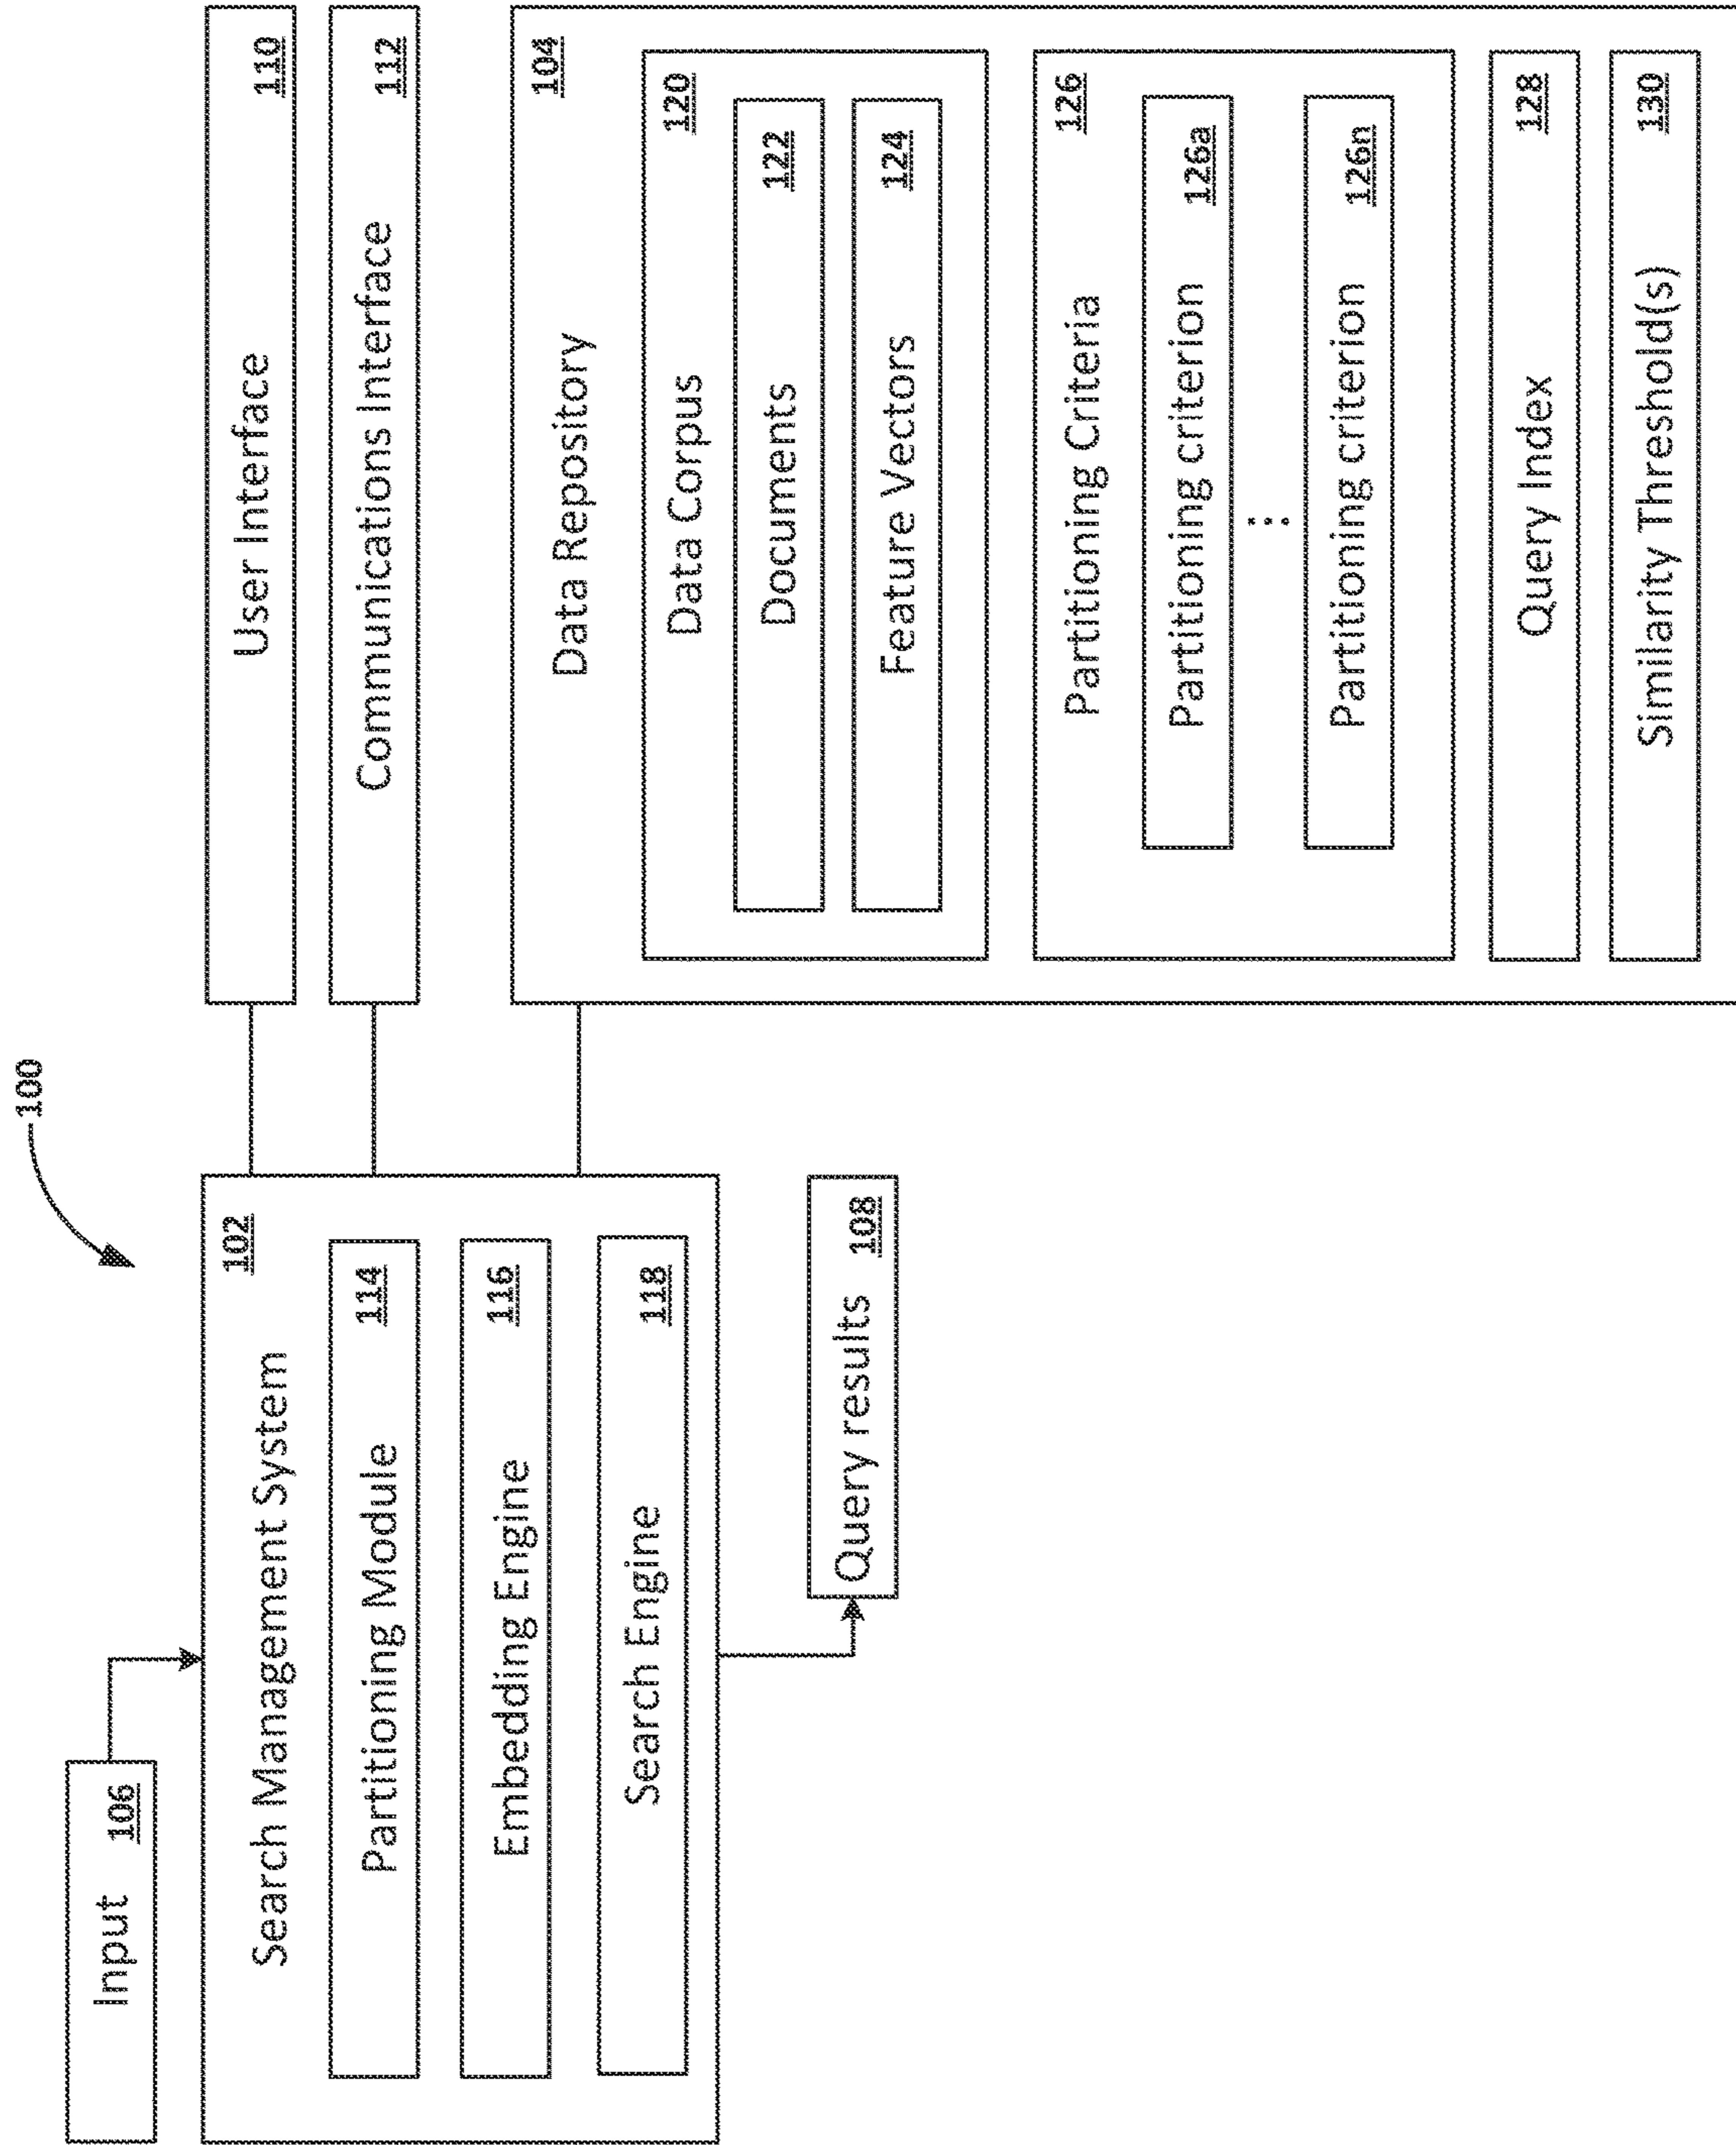 100
Input 106
Search Management System 102
Partitioning Module 114
Embedding Engine 116
Search Engine 118
Query results 108
User Interface 110
Communications Interface 112
Data Repository 104
Data Corpus 120
Documents 122
Feature Vectors 124
Partitioning Criteria 126
Partitioning criterion 126a
⋮
Partitioning criterion 126n
Query Index 128
Similarity Threshold(s) 130